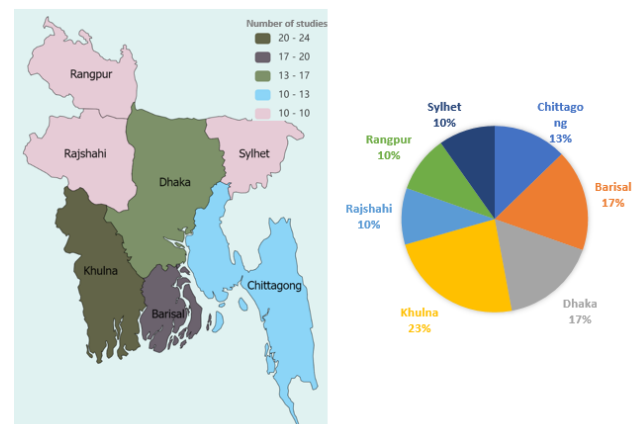 Number of studies
20 - 24
17 - 20
13 - 17
10 - 13
10 - 10
Rangpur
Rajshahi
Sylhet
Dhaka
Khulna
Chittagong
Barisal
Sylhet
10%
Chittago
ng
13%
Rangpur
10%
Barisal
17%
Rajshahi
10%
Dhaka
17%
Khulna
23%